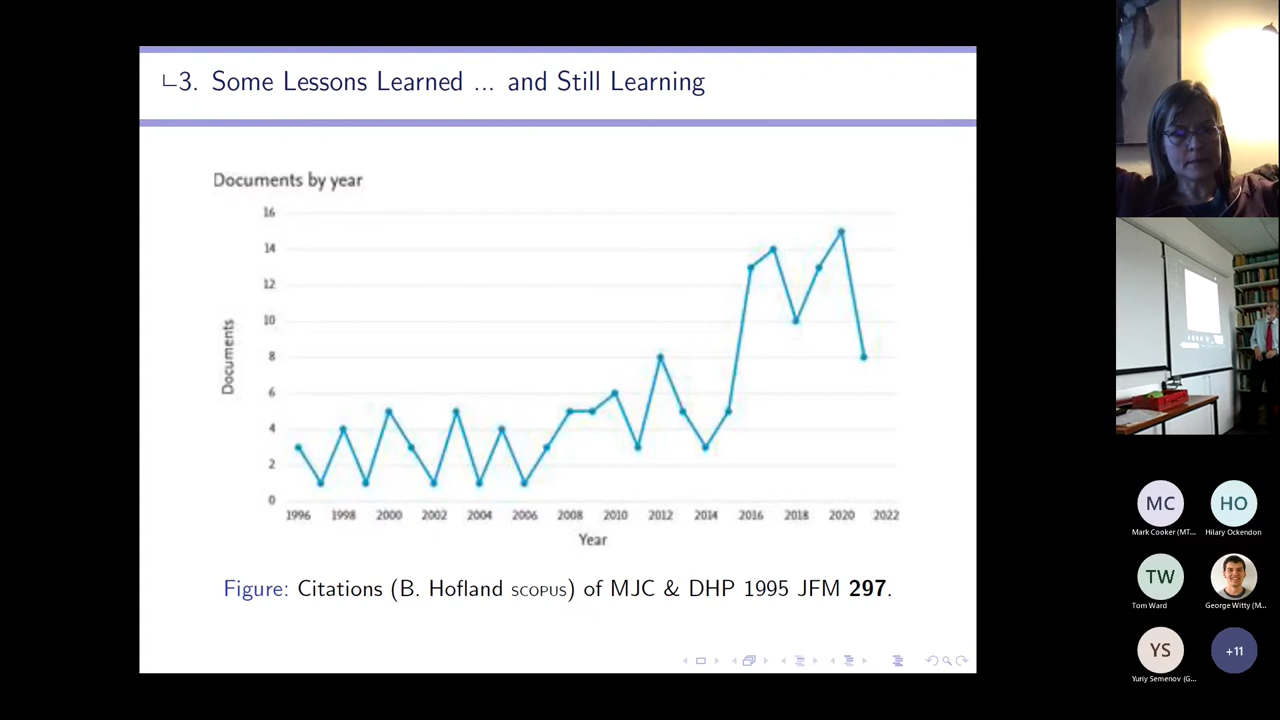 3. Some Lessons Learned ... and Still Learning
Documents by year
16
14
12
10
8
6
4
2
0
Documents
1996 1998 2000 2002 2004 2006 2008 2010 2012 2014 2016 2018 2020 2022
Year
Figure: Citations (B. Hofland SCOPUS) of MJC & DHP 1995 JFM 297.
MC HO
Mark Cooker (MT... Hilary Ockendon
TW
Tom Ward George Witty (M...
YS +11
Yuriy Semenov (G...